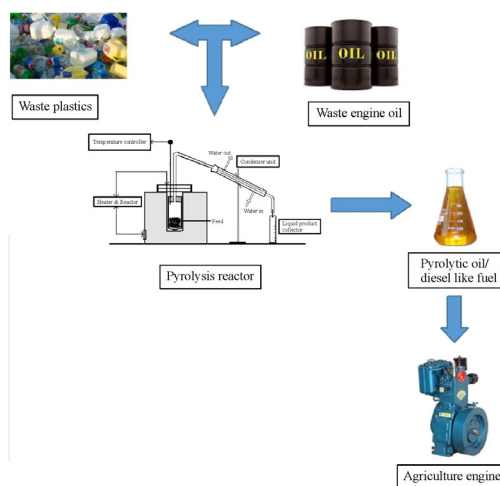 OIL
OIL
OIL
Waste plastics
Waste engine oil
Temperature controller
Water out
Condenser unit
Heater & Reactor
Feed
Water in
Liquid product
collector
Pyrolysis reactor
Pyrolytic oil/
diesel like fuel
Agriculture engine